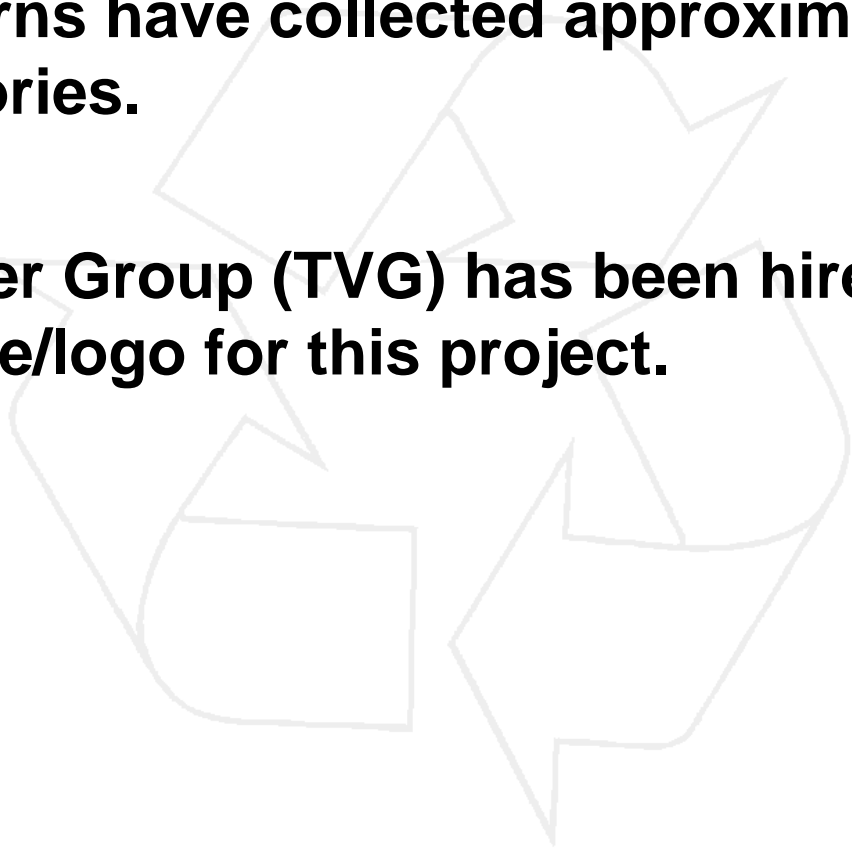 rns have collected approxim
ories.
er Group (TVG) has been hire
e/logo for this project.